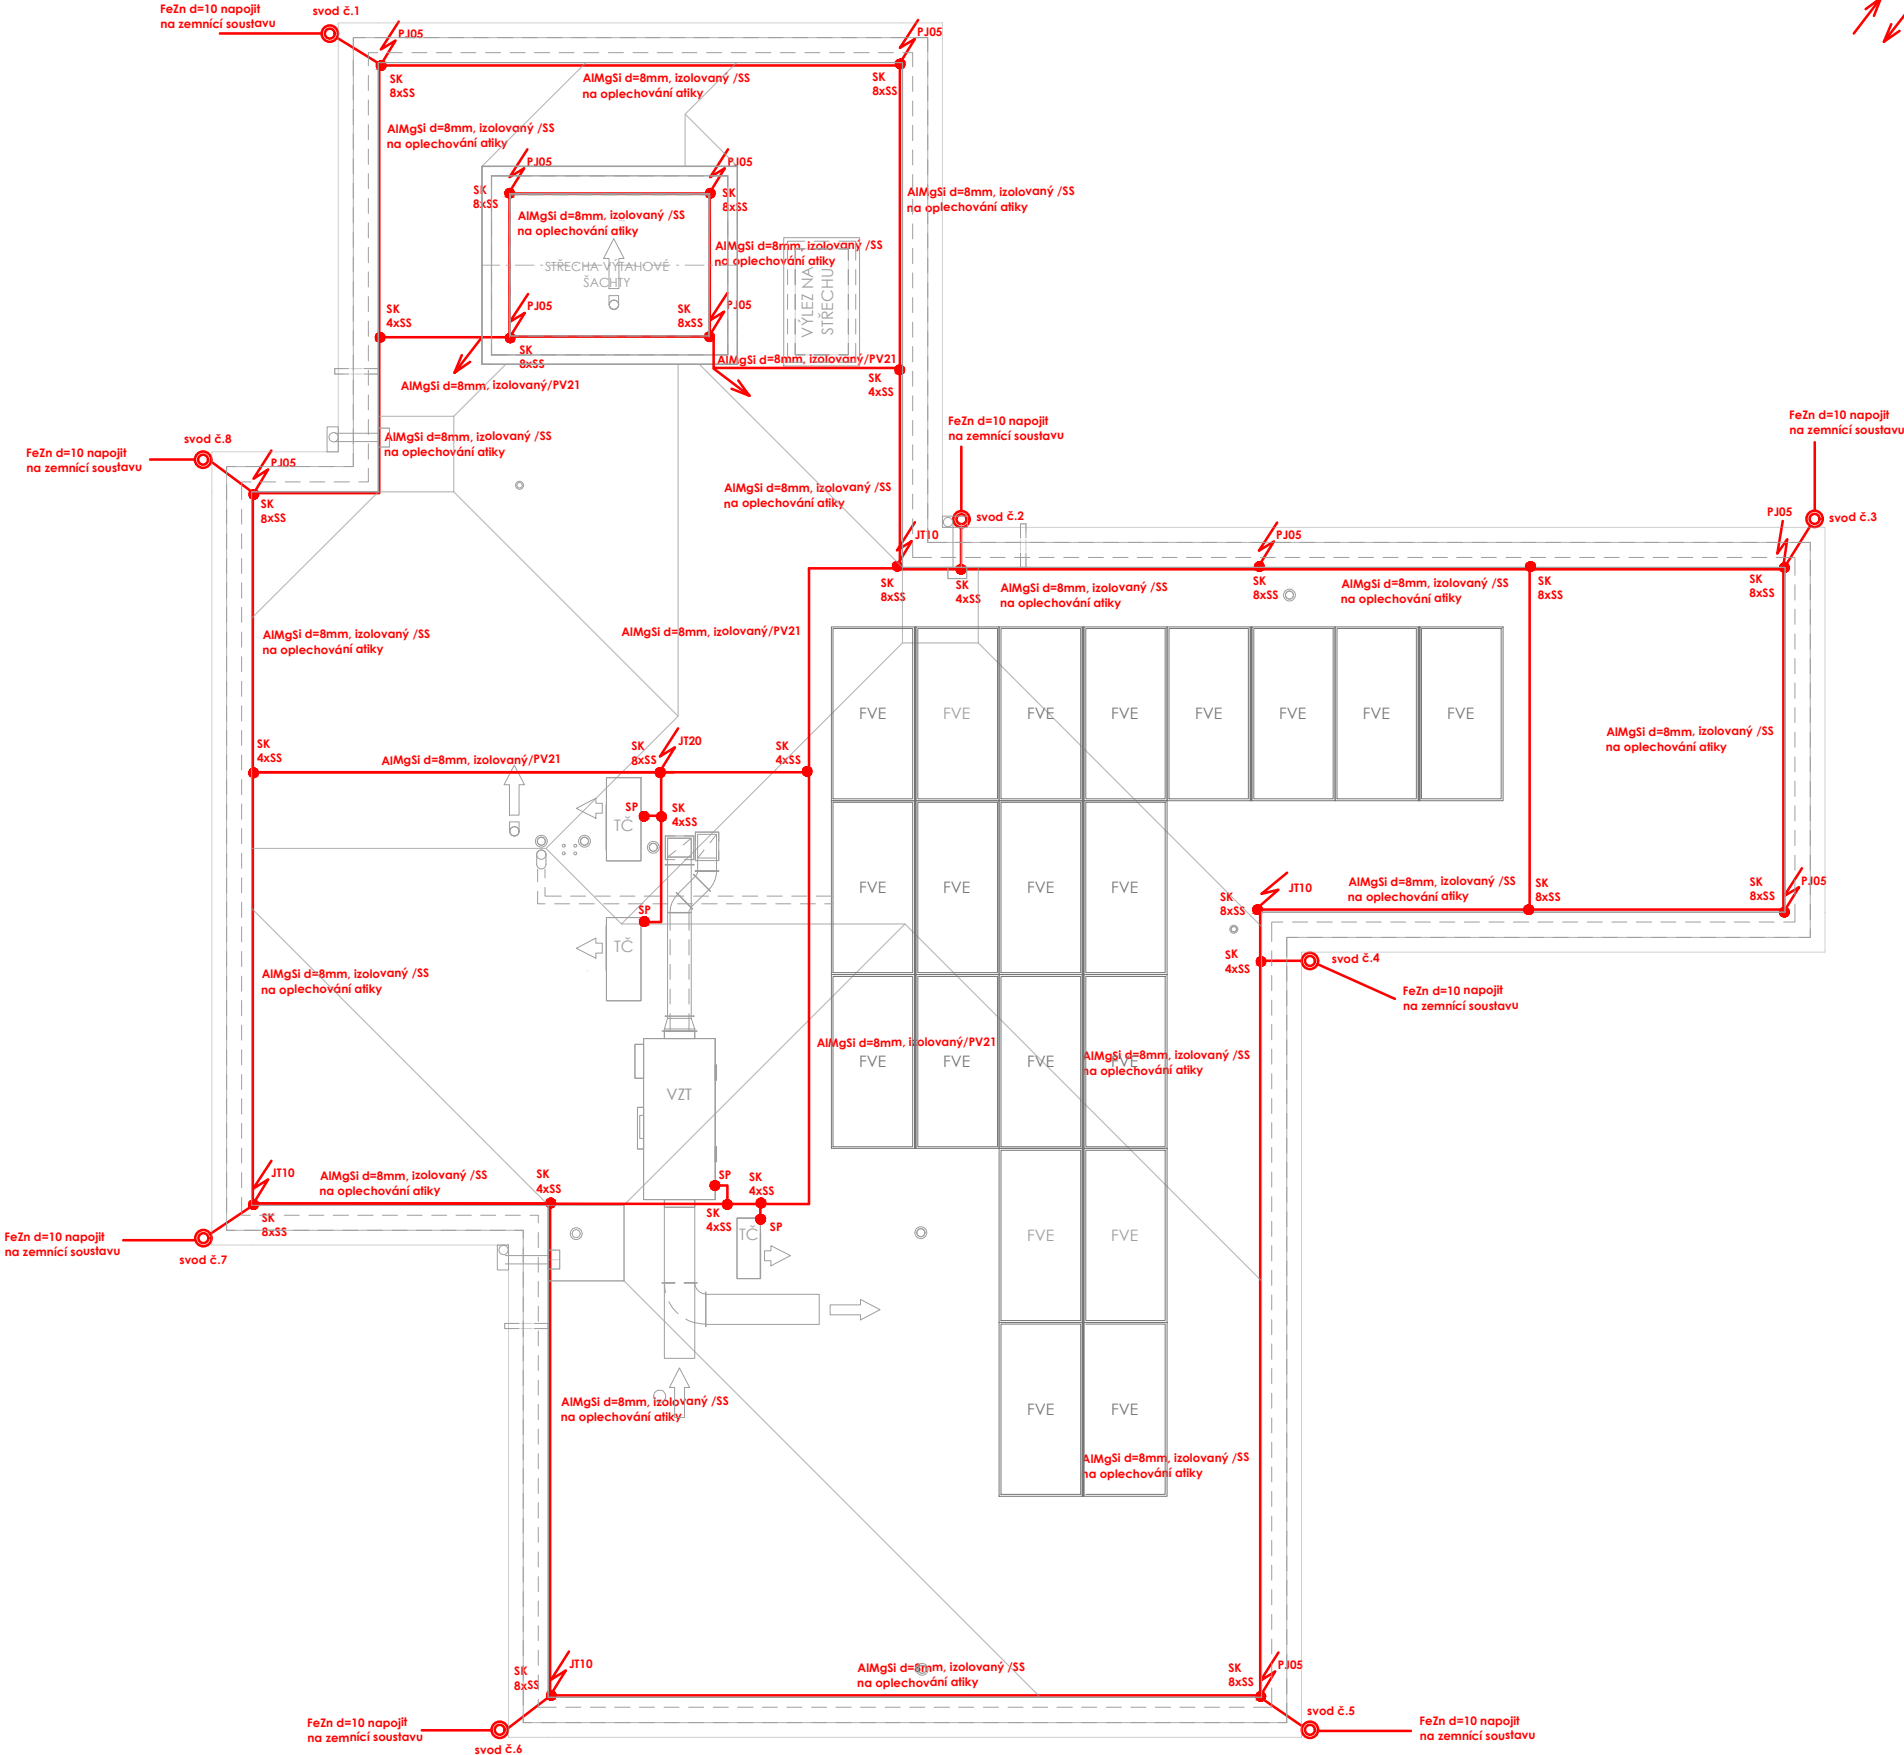 FeZn d=10 napojit
na zemnící soustavu
svod č.1
PJ05
PJ05
SK
8xSS
AlMgSi d=8mm, izolovaný /SS
na oplechování atiky
SK
8xSS
AlMgSi d=8mm, izolovaný /SS
na oplechování atiky
PJ05
PJ05
SK
8xSS
SK
8xSS
AlMgSi d=8mm, izolovaný /SS
na oplechování atiky
AlMgSi d=8mm, izolovaný /SS
na oplechování atiky
AlMgSi d=8mm, izolovaný /SS
na oplechování atiky
STŘECHA VÝTAHOVÉ
ŠACHTY
VÝLEZ NA
STŘECHU
PJ05
PJ05
SK
4xSS
SK
8xSS
SK
8xSS
AlMgSi d=8mm, izolovaný/PV21
AlMgSi d=8mm, izolovaný/PV21
SK
4xSS
FeZn d=10 napojit
na zemnící soustavu
svod č.8
PJ05
AlMgSi d=8mm, izolovaný /SS
na oplechování atiky
FeZn d=10 napojit
na zemnící soustavu
FeZn d=10 napojit
na zemnící soustavu
SK
8xSS
AlMgSi d=8mm, izolovaný /SS
na oplechování atiky
svod č.2
PJ05
svod č.3
JT10
PJ05
SK
8xSS
SK
4xSS
AlMgSi d=8mm, izolovaný /SS
na oplechování atiky
SK
8xSS
AlMgSi d=8mm, izolovaný /SS
na oplechování atiky
SK
8xSS
SK
8xSS
AlMgSi d=8mm, izolovaný /SS
na oplechování atiky
AlMgSi d=8mm, izolovaný/PV21
FVE
FVE
FVE
FVE
FVE
FVE
FVE
FVE
AlMgSi d=8mm, izolovaný /SS
na oplechování atiky
SK
4xSS
AlMgSi d=8mm, izolovaný/PV21
SK
8xSS
JT20
SK
4xSS
SP
SK
4xSS
TČ
FVE
FVE
FVE
FVE
SK
8xSS
JT10
AlMgSi d=8mm, izolovaný /SS
na oplechování atiky
SK
8xSS
SK
8xSS
PJ05
SP
TČ
SK
4xSS
svod č.4
AlMgSi d=8mm, izolovaný /SS
na oplechování atiky
FeZn d=10 napojit
na zemnící soustavu
AlMgSi d=8mm, izolovaný/PV21
FVE
FVE
FVE
FVE
AlMgSi d=8mm, izolovaný /SS
na oplechování atiky
VZT
JT10
AlMgSi d=8mm, izolovaný /SS
na oplechování atiky
SK
4xSS
SP
SK
4xSS
SK
8xSS
SK
4xSS
SP
TČ
FeZn d=10 napojit
na zemnící soustavu
svod č.7
FVE
FVE
AlMgSi d=8mm, izolovaný /SS
na oplechování atiky
FVE
FVE
AlMgSi d=8mm, izolovaný /SS
na oplechování atiky
SK
8xSS
JT10
AlMgSi d=8mm, izolovaný /SS
na oplechování atiky
SK
8xSS
PJ05
FeZn d=10 napojit
na zemnící soustavu
svod č.6
svod č.5
FeZn d=10 napojit
na zemnící soustavu